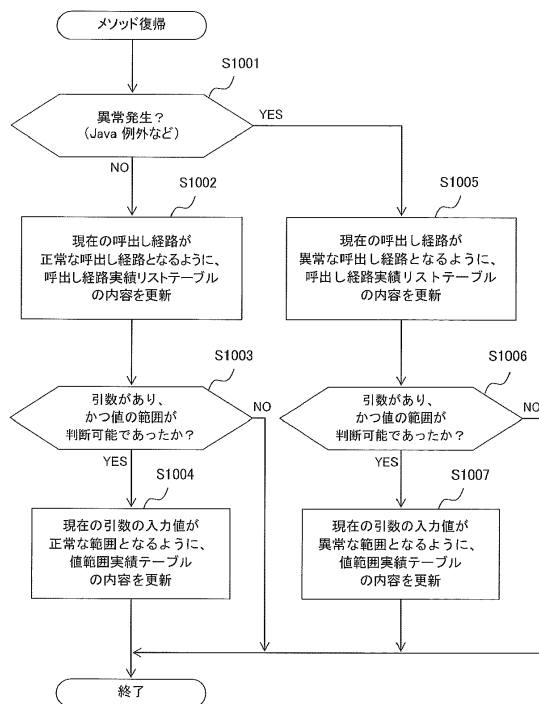 メソッド復帰
S1001
異常発生？
（Java 例外など）
YES
NO
S1002
現在の呼出し経路が
正常な呼出し経路となるように、
呼出し経路実績リストテーブル
の内容を更新
S1005
現在の呼出し経路が
異常な呼出し経路となるように、
呼出し経路実績リストテーブル
の内容を更新
S1003
引数があり、
かつ値の範囲が
判断可能であったか？
NO
YES
S1006
引数があり、
かつ値の範囲が
判断可能であったか？
NO
YES
S1004
現在の引数の入力値が
正常な範囲となるように、
値範囲実績テーブル
の内容を更新
S1007
現在の引数の入力値が
異常な範囲となるように、
値範囲実績テーブル
の内容を更新
終了